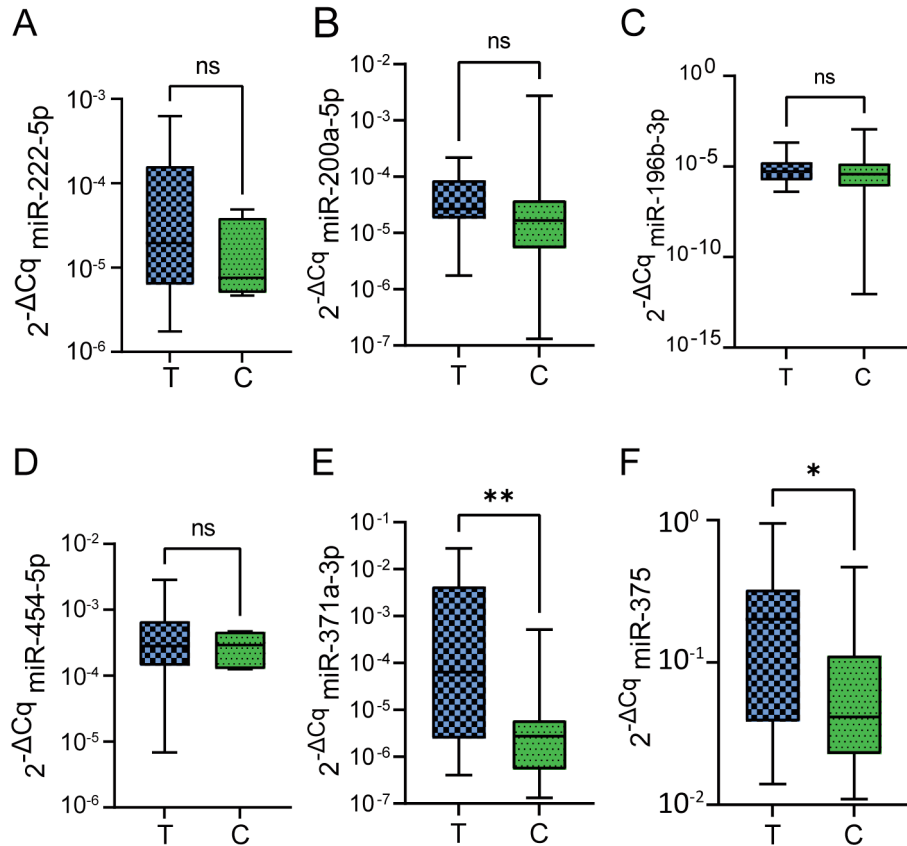 A
ns
2^-ΔCq miR-222-5p
10^-3
10^-4
10^-5
10^-6
T C
B
ns
2^-ΔCq miR-200a-5p
10^-2
10^-3
10^-4
10^-5
10^-6
10^-7
T C
C
ns
2^-ΔCq miR-196b-3p
10^0
10^-5
10^-10
10^-15
T C
D
ns
2^-ΔCq miR-454-5p
10^-2
10^-3
10^-4
10^-5
10^-6
T C
E
**
2^-ΔCq miR-371a-3p
10^-1
10^-2
10^-3
10^-4
10^-5
10^-6
10^-7
T C
F
*
2^-ΔCq miR-375
10^0
10^-1
10^-2
T C